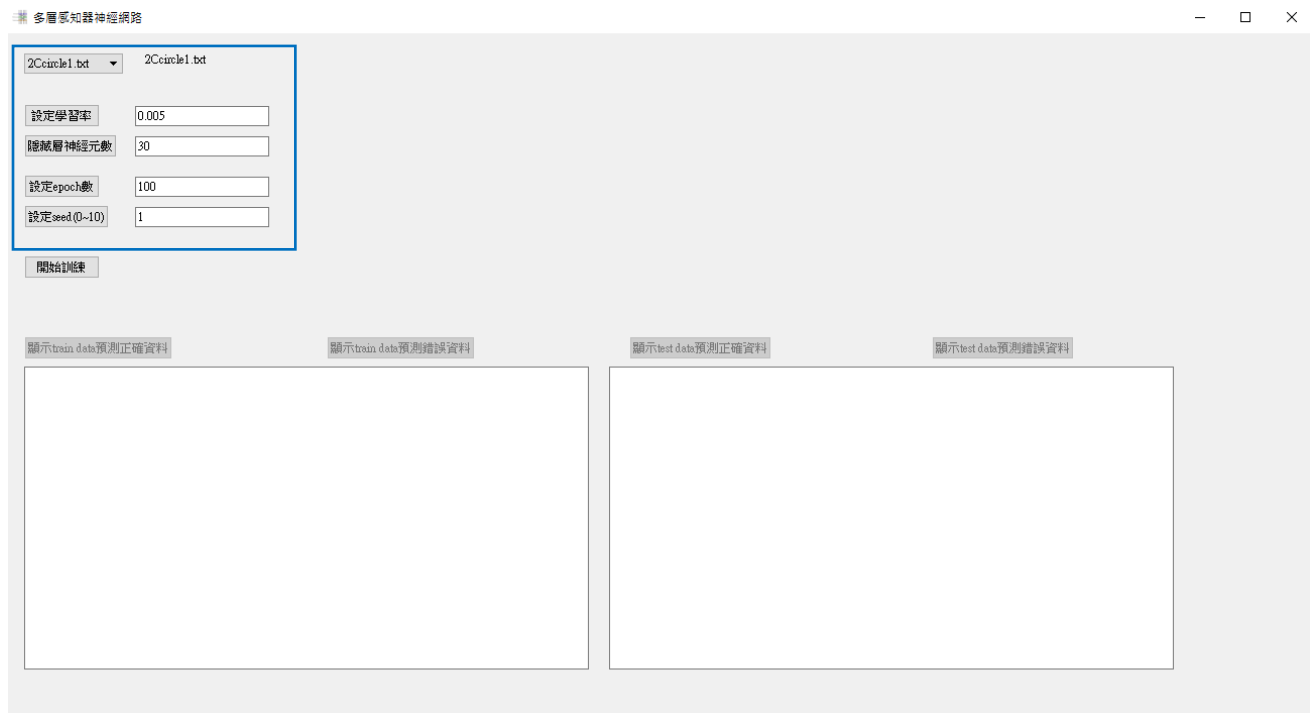 多層感知器神經網路
2Ccircle1.txt 2Ccircle1.txt
設定學習率 0.005
隱藏層神經元數 30
設定epoch數 100
設定seed(0~10) 1
開始訓練
顯示train data預測正確資料 顯示train data預測錯誤資料 顯示test data預測正確資料 顯示test data預測錯誤資料